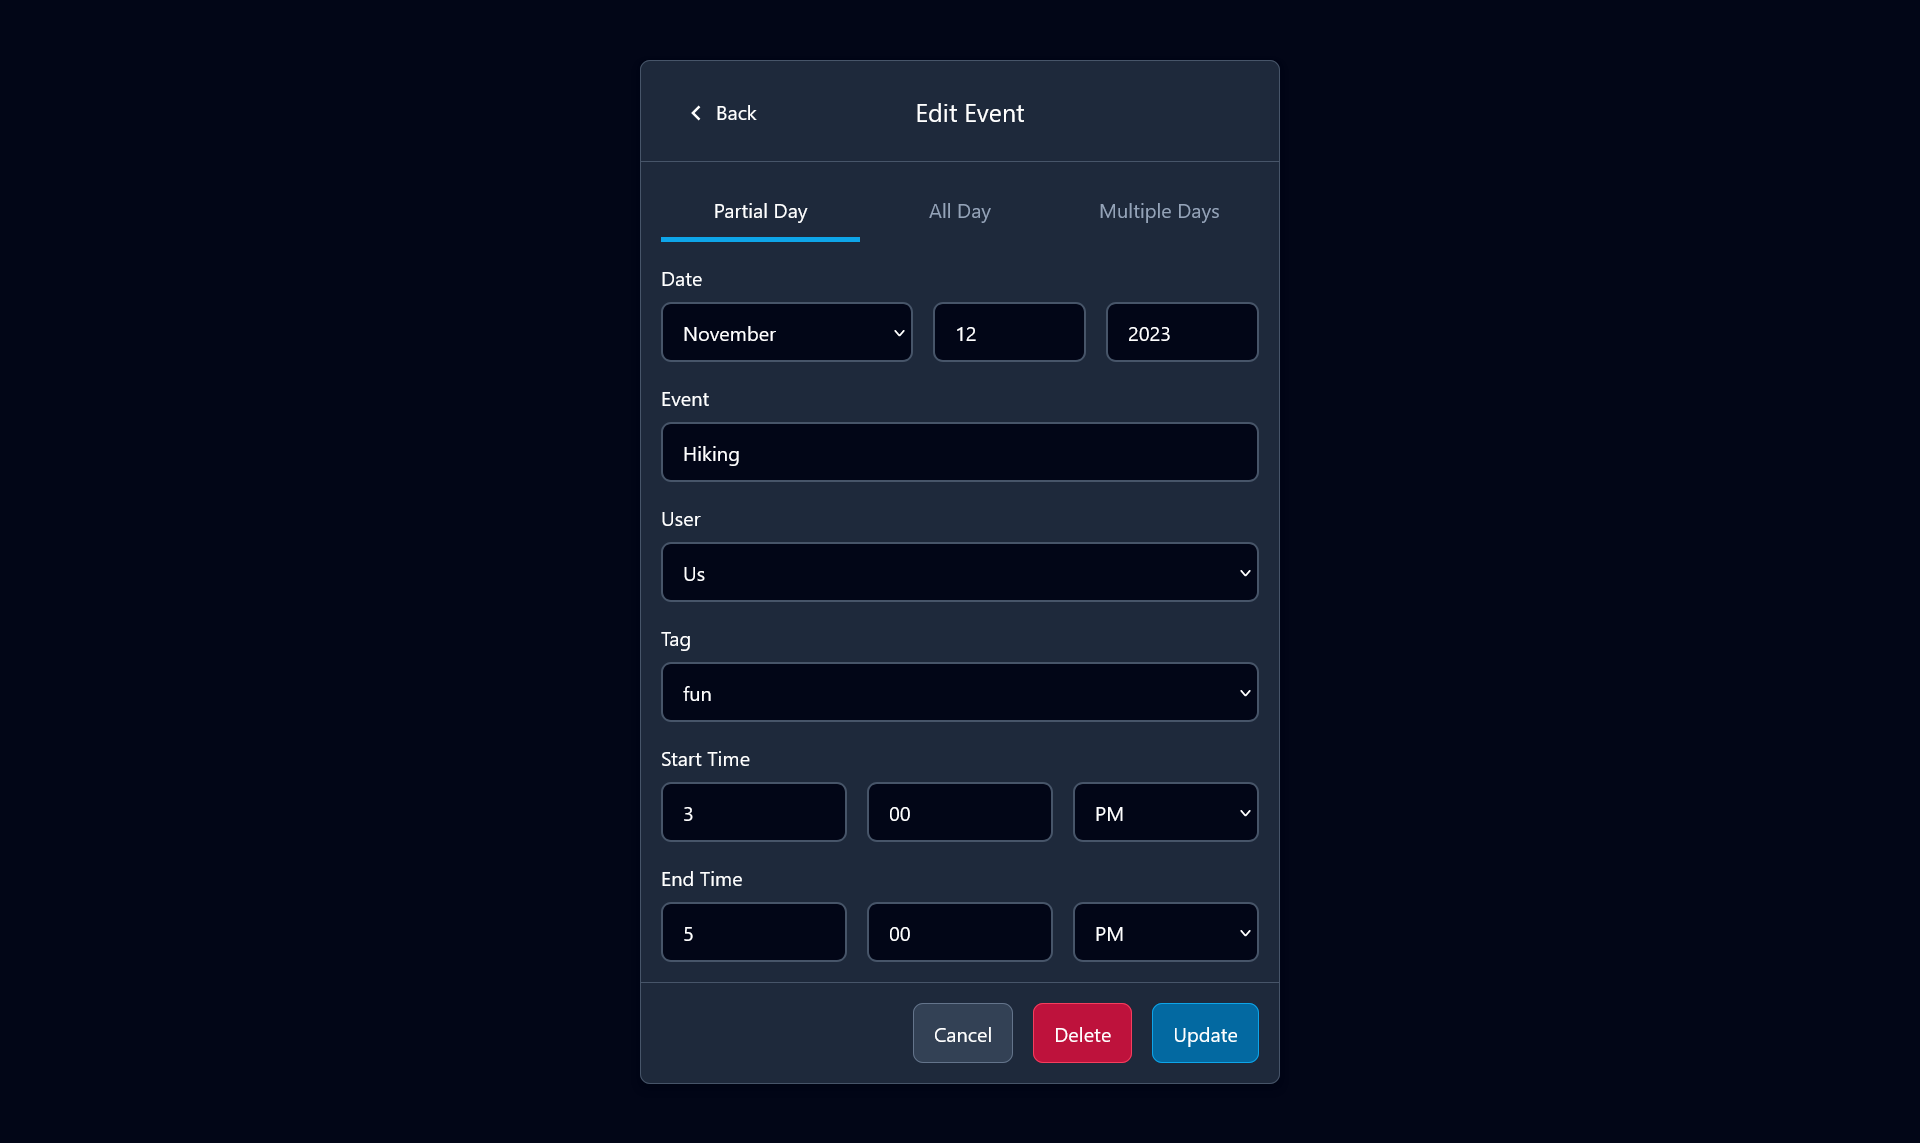 Back
Edit Event
Partial Day All Day Multiple Days
Date
November 12 2023
Event
Hiking
User
Us
Tag
fun
Start Time
3 00 PM
End Time
5 00 PM
Cancel Delete Update